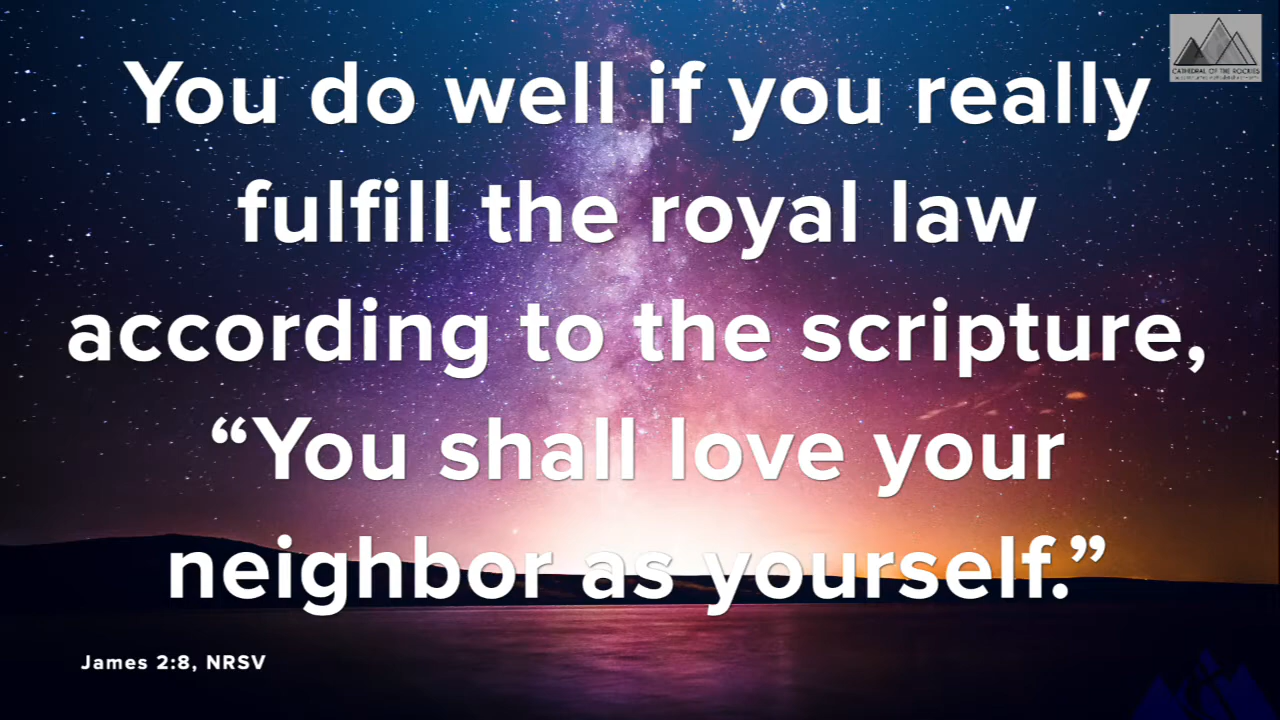 You do well if you really
fulfill the royal law
according to the scripture,
“You shall love your
neighbor as yourself.”
James 2:8, NRSV
CATHEDRAL OF THE ROCKIES